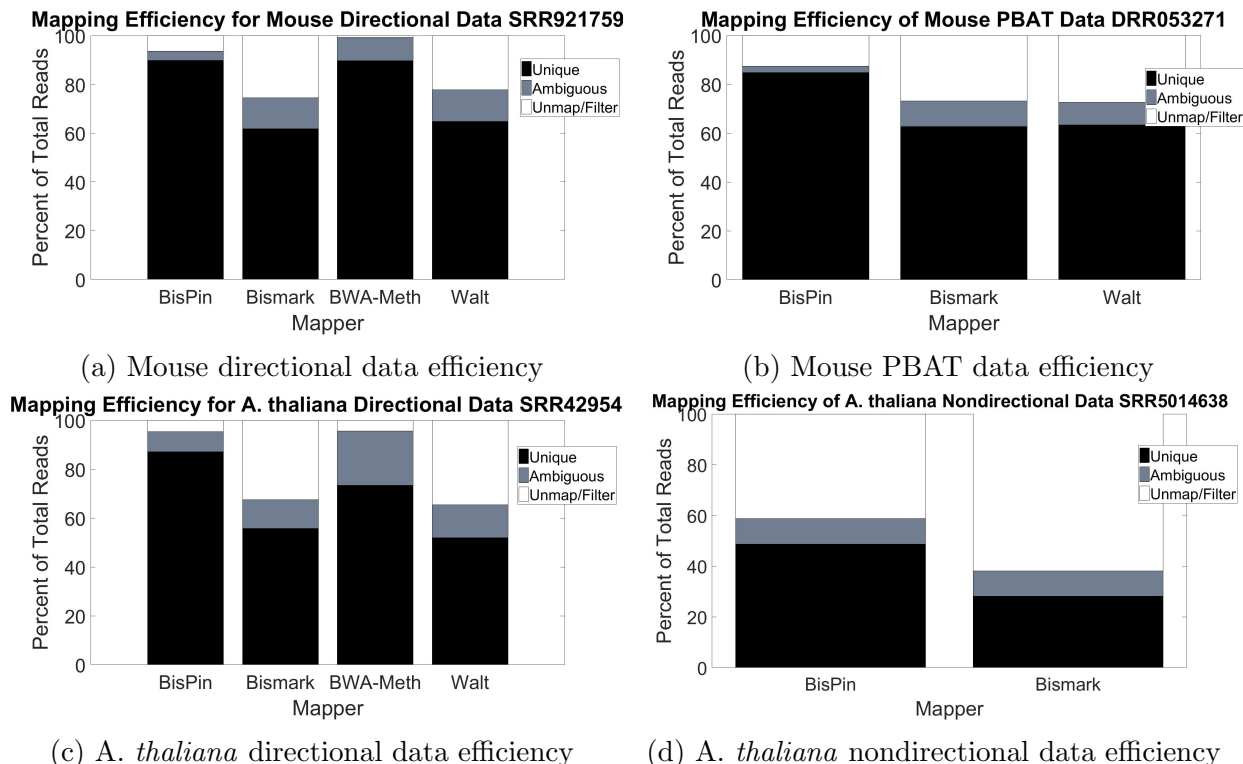 Mapping Efficiency for Mouse Directional Data SRR921759
Percent of Total Reads
100
80
60
40
20
0
Unique
Ambiguous
Unmap/Filter
BisPin Bismark BWA-Meth Walt
Mapper
(a) Mouse directional data efficiency
Mapping Efficiency of Mouse PBAT Data DRR053271
Percent of Total Reads
100
80
60
40
20
0
Unique
Ambiguous
Unmap/Filter
BisPin Bismark Walt
Mapper
(b) Mouse PBAT data efficiency
Mapping Efficiency for A. thaliana Directional Data SRR42954
Percent of Total Reads
100
80
60
40
20
0
Unique
Ambiguous
Unmap/Filter
BisPin Bismark BWA-Meth Walt
Mapper
(c) A. thaliana directional data efficiency
Mapping Efficiency of A. thaliana Nondirectional Data SRR5014638
Percent of Total Reads
100
80
60
40
20
0
Unique
Ambiguous
Unmap/Filter
BisPin Bismark
Mapper
(d) A. thaliana nondirectional data efficiency